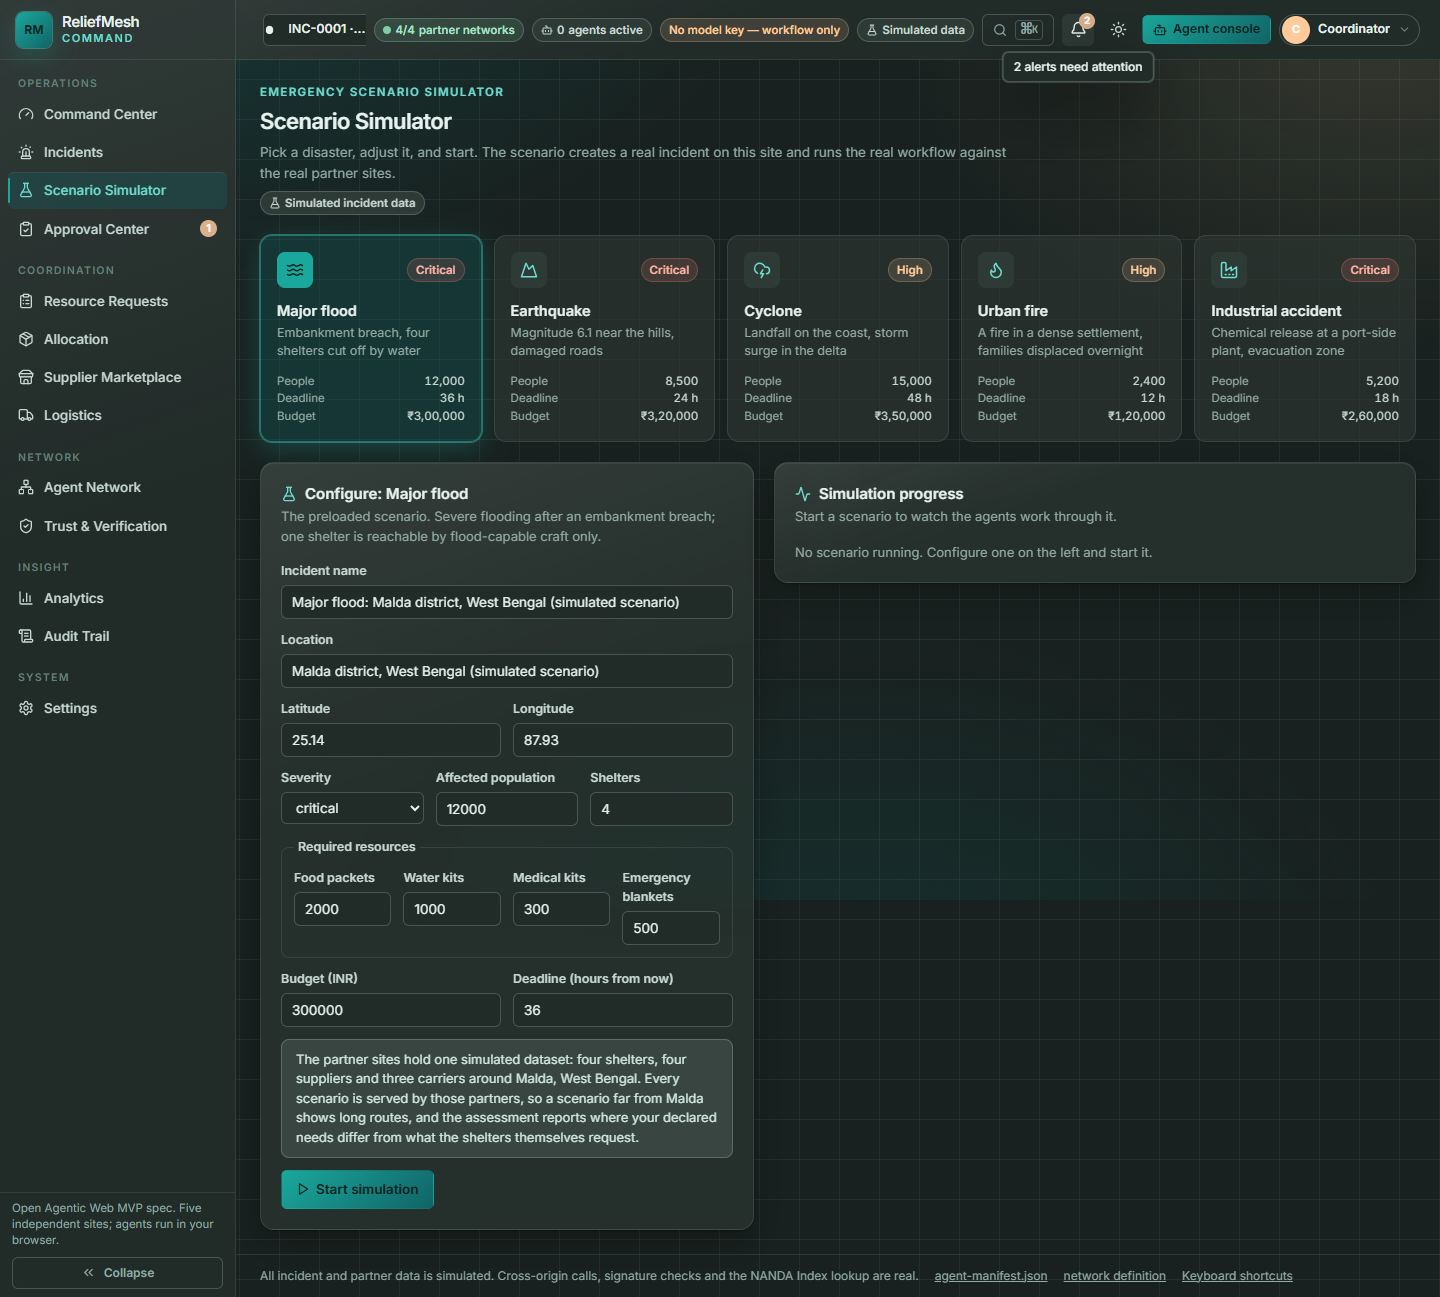 RM
ReliefMesh
COMMAND
INC-0001 ·...
4/4 partner networks
0 agents active
No model key — workflow only
Simulated data
⌘K
2
Agent console
C
Coordinator
2 alerts need attention
OPERATIONS
Command Center
Incidents
Scenario Simulator
Approval Center
1
COORDINATION
Resource Requests
Allocation
Supplier Marketplace
Logistics
NETWORK
Agent Network
Trust & Verification
INSIGHT
Analytics
Audit Trail
SYSTEM
Settings
Open Agentic Web MVP spec. Five
independent sites; agents run in your
browser.
Collapse
EMERGENCY SCENARIO SIMULATOR
Scenario Simulator
Pick a disaster, adjust it, and start. The scenario creates a real incident on this site and runs the real workflow against
the real partner sites.
Simulated incident data
Critical
Major flood
Embankment breach, four
shelters cut off by water
People 12,000
Deadline 36 h
Budget ₹3,00,000
Critical
Earthquake
Magnitude 6.1 near the hills,
damaged roads
People 8,500
Deadline 24 h
Budget ₹3,20,000
High
Cyclone
Landfall on the coast, storm
surge in the delta
People 15,000
Deadline 48 h
Budget ₹3,50,000
High
Urban fire
A fire in a dense settlement,
families displaced overnight
People 2,400
Deadline 12 h
Budget ₹1,20,000
Critical
Industrial accident
Chemical release at a port-side
plant, evacuation zone
People 5,200
Deadline 18 h
Budget ₹2,60,000
Configure: Major flood
The preloaded scenario. Severe flooding after an embankment breach;
one shelter is reachable by flood-capable craft only.
Incident name
Major flood: Malda district, West Bengal (simulated scenario)
Location
Malda district, West Bengal (simulated scenario)
Latitude Longitude
25.14 87.93
Severity Affected population Shelters
critical 12000 4
Required resources
Food packets Water kits Medical kits Emergency
blankets
2000 1000 300 500
Budget (INR) Deadline (hours from now)
300000 36
The partner sites hold one simulated dataset: four shelters, four
suppliers and three carriers around Malda, West Bengal. Every
scenario is served by those partners, so a scenario far from Malda
shows long routes, and the assessment reports where your declared
needs differ from what the shelters themselves request.
Start simulation
Simulation progress
Start a scenario to watch the agents work through it.
No scenario running. Configure one on the left and start it.
All incident and partner data is simulated. Cross-origin calls, signature checks and the NANDA Index lookup are real. agent-manifest.json network definition Keyboard shortcuts